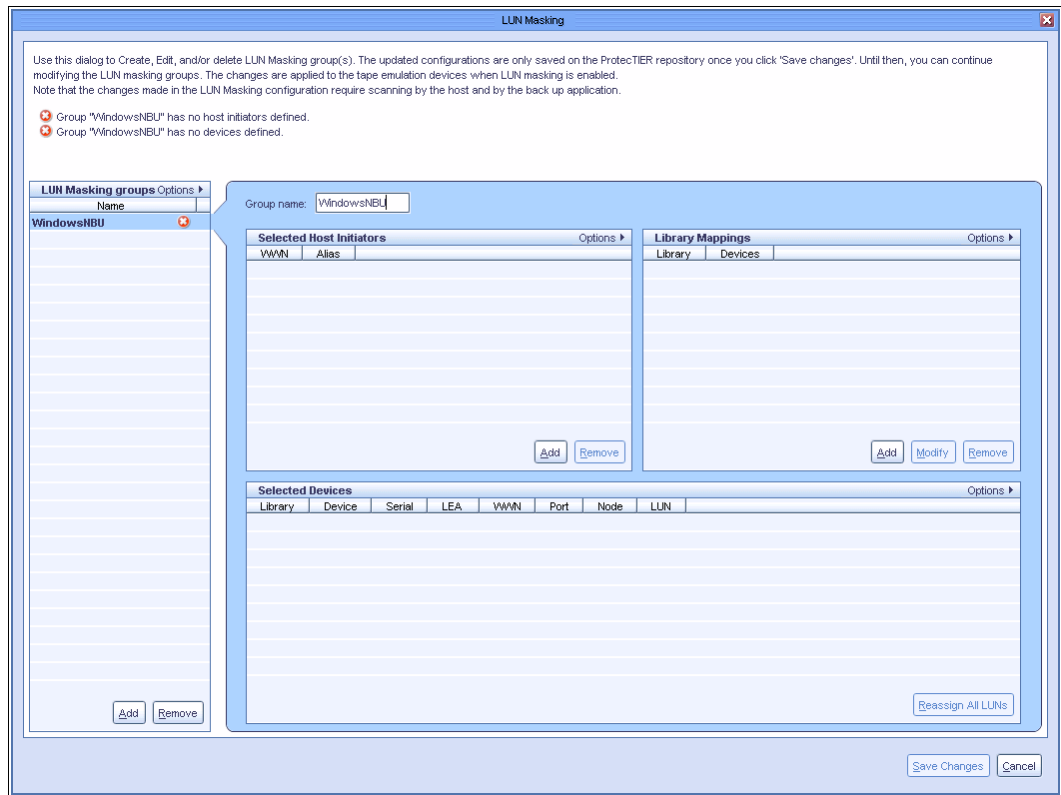 LUN Masking
Use this dialog to Create, Edit, and/or delete LUN Masking group(s). The updated configurations are only saved on the ProtecTIER repository once you click 'Save changes'. Until then, you can continue
modifying the LUN masking groups. The changes are applied to the tape emulation devices when LUN masking is enabled.
Note that the changes made in the LUN Masking configuration require scanning by the host and by the back up application.
Group "WindowsNBU" has no host initiators defined.
Group "WindowsNBU" has no devices defined.
LUN Masking groups Options
Name
WindowsNBU
Add Remove
Group name: WindowsNBU
Selected Host Initiators Options
WWN Alias
Add Remove
Library Mappings Options
Library Devices
Add Modify Remove
Selected Devices Options
Library Device Serial LEA WWN Port Node LUN
Reassign All LUNs
Save Changes Cancel